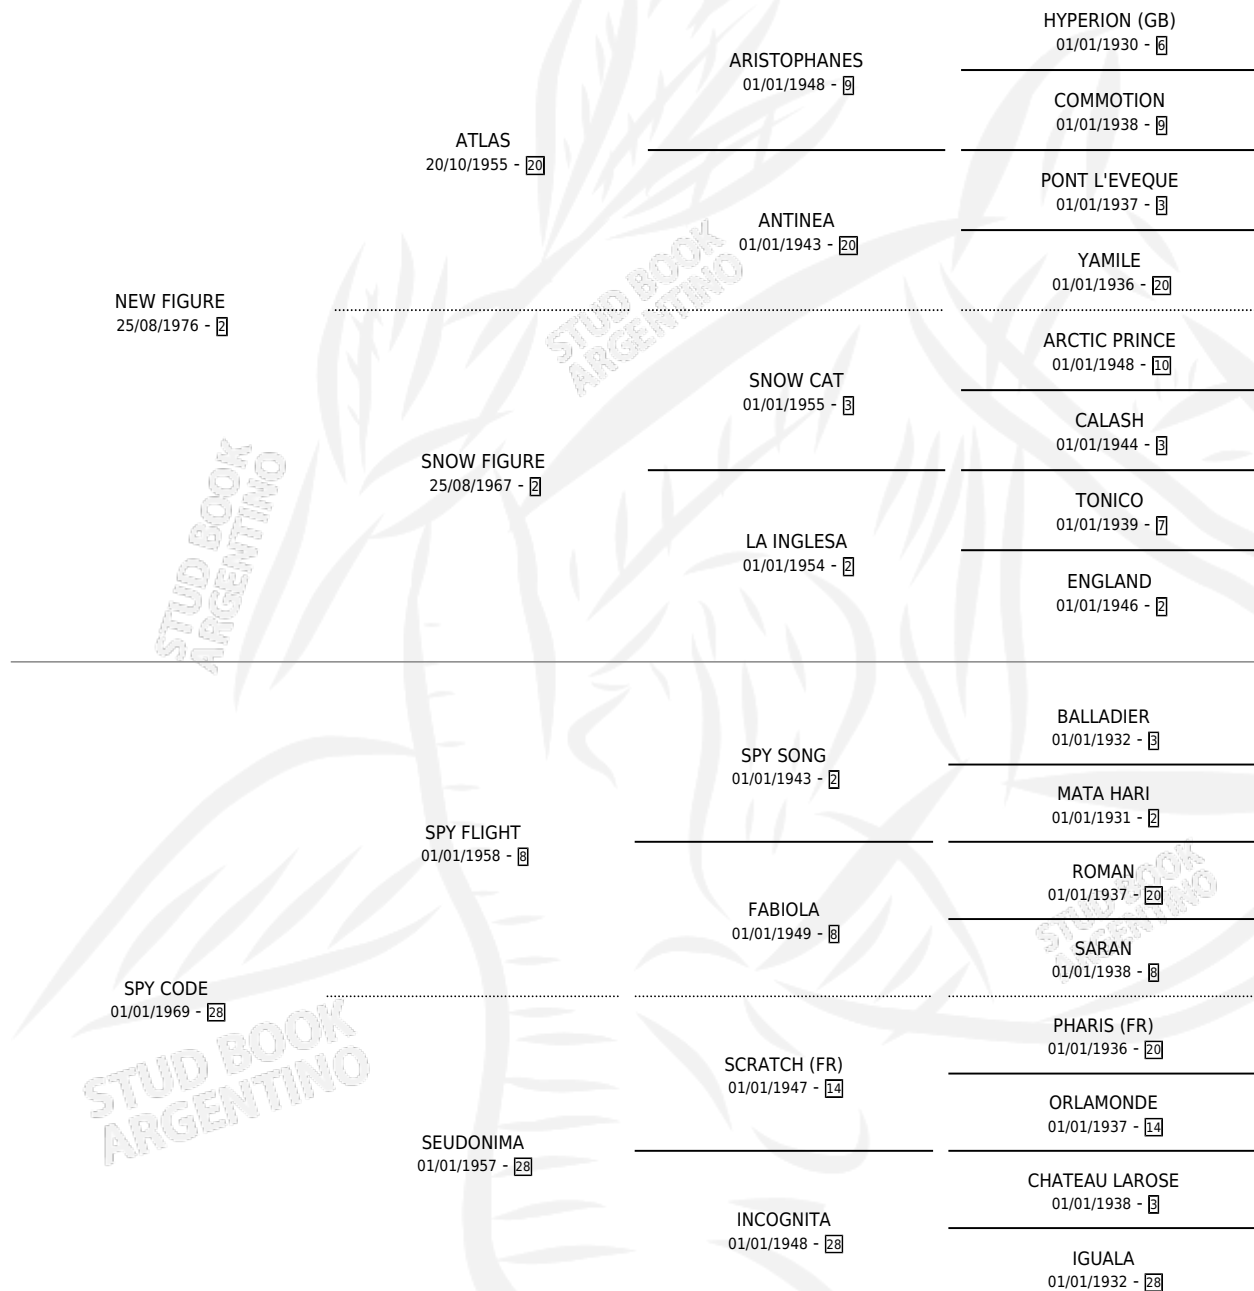 HYPERION (GB)
01/01/1930 - 6
ARISTOPHANES
01/01/1948 - 9
COMMOTION
01/01/1938 - 9
ATLAS
20/10/1955 - 20
PONT L'EVEQUE
01/01/1937 - 3
ANTINEA
01/01/1943 - 20
YAMILE
01/01/1936 - 20
NEW FIGURE
25/08/1976 - 2
STUD BOOK
ARGENTINO
ARCTIC PRINCE
01/01/1948 - 10
SNOW CAT
01/01/1955 - 3
CALASH
01/01/1944 - 3
SNOW FIGURE
25/08/1967 - 2
TONICO
01/01/1939 - 7
LA INGLESA
01/01/1954 - 2
ENGLAND
01/01/1946 - 2
STUD BOOK
ARGENTINO
BALLADIER
01/01/1932 - 3
SPY SONG
01/01/1943 - 2
MATA HARI
01/01/1931 - 2
SPY FLIGHT
01/01/1958 - 8
ROMAN
01/01/1937 - 20
FABIOLA
01/01/1949 - 8
SARAN
01/01/1938 - 8
STUD BOOK
ARGENTINO
SPY CODE
01/01/1969 - 28
STUD BOOK
ARGENTINO
PHARIS (FR)
01/01/1936 - 20
SCRATCH (FR)
01/01/1947 - 14
ORLAMONDE
01/01/1937 - 14
SEUDONIMA
01/01/1957 - 28
CHATEAU LAROSE
01/01/1938 - 3
INCOGNITA
01/01/1948 - 28
IGUALA
01/01/1932 - 28